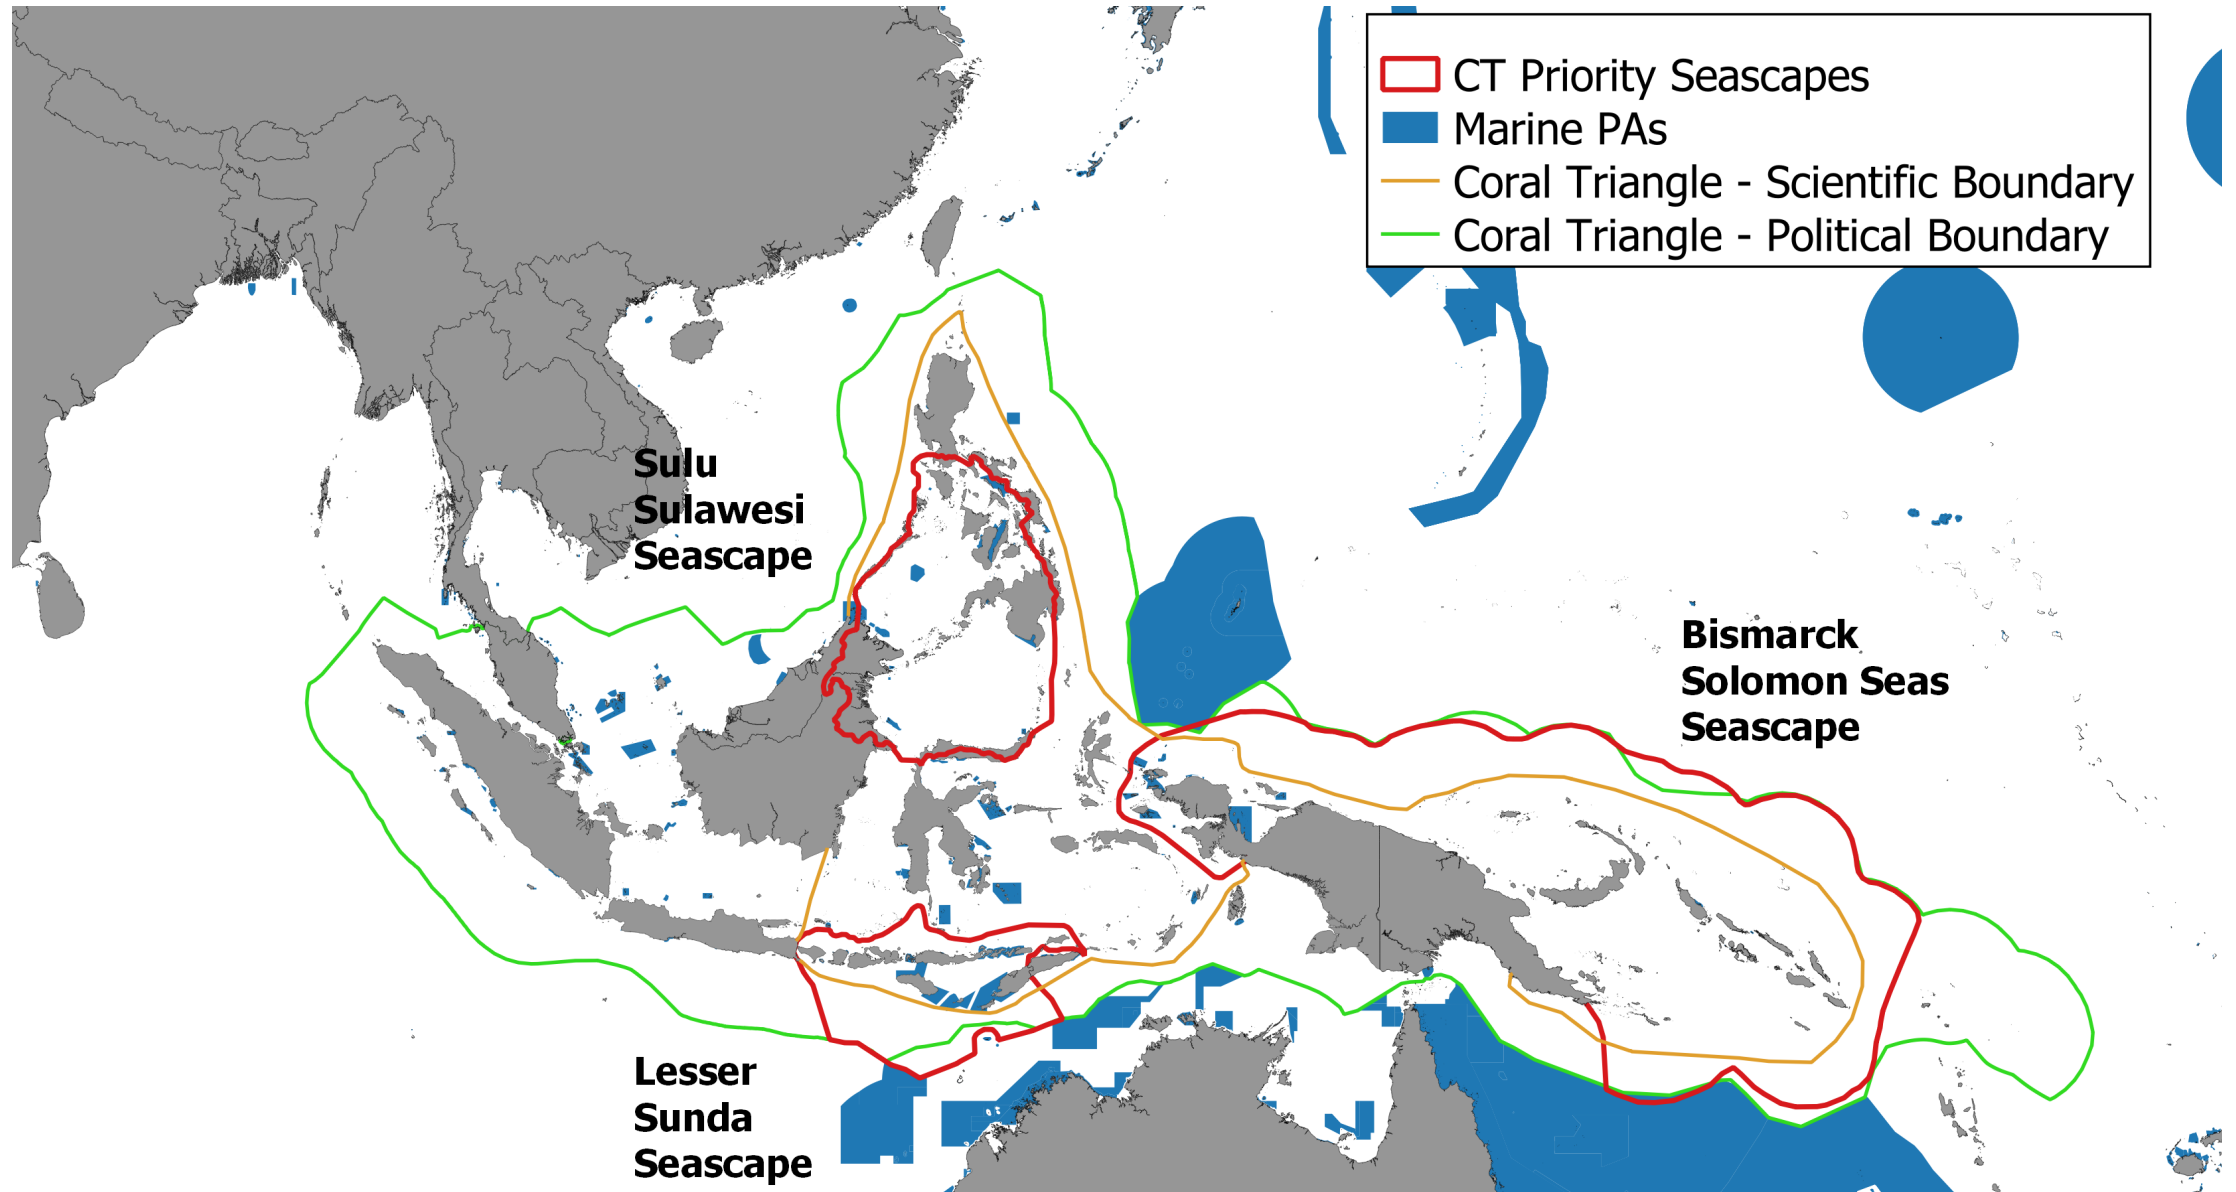 CT Priority Seascapes
Marine PAs
Coral Triangle - Scientific Boundary
Coral Triangle - Political Boundary
Sulu
Sulawesi
Seascape
Bismarck
Solomon Seas
Seascape
Lesser
Sunda
Seascape